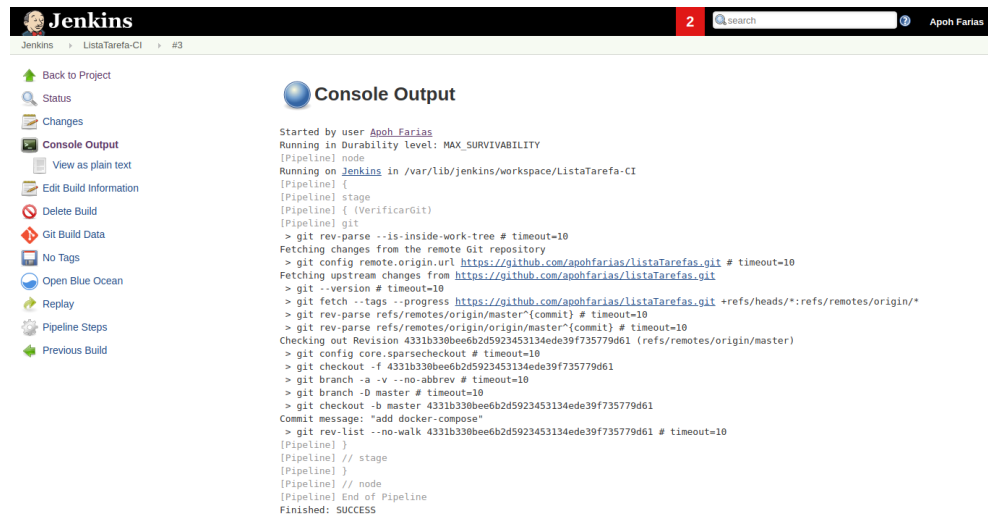 Jenkins
2
search
Apoh Farias
Jenkins
ListaTarefa-CI
#3
Back to Project
Status
Changes
Console Output
View as plain text
Edit Build Information
Delete Build
Git Build Data
No Tags
Open Blue Ocean
Replay
Pipeline Steps
Previous Build
Console Output
Started by user Apoh Farias
Running in Durability level: MAX_SURVIVABILITY
[Pipeline] node
Running on Jenkins in /var/lib/jenkins/workspace/ListaTarefa-CI
[Pipeline] {
[Pipeline] stage
[Pipeline] { (VerificarGit)
[Pipeline] git
 > git rev-parse --is-inside-work-tree # timeout=10
Fetching changes from the remote Git repository
 > git config remote.origin.url https://github.com/apohfarias/listaTarefas.git # timeout=10
Fetching upstream changes from https://github.com/apohfarias/listaTarefas.git
 > git --version # timeout=10
 > git fetch --tags --progress https://github.com/apohfarias/listaTarefas.git +refs/heads/*:refs/remotes/origin/*
 > git rev-parse refs/remotes/origin/master^{commit} # timeout=10
 > git rev-parse refs/remotes/origin/origin/master^{commit} # timeout=10
Checking out Revision 4331b330bee6b2d5923453134ede39f735779d61 (refs/remotes/origin/master)
 > git config core.sparsecheckout # timeout=10
 > git checkout -f 4331b330bee6b2d5923453134ede39f735779d61
 > git branch -a -v --no-abbrev # timeout=10
 > git branch -D master # timeout=10
 > git checkout -b master 4331b330bee6b2d5923453134ede39f735779d61
Commit message: "add docker-compose"
 > git rev-list --no-walk 4331b330bee6b2d5923453134ede39f735779d61 # timeout=10
[Pipeline] }
[Pipeline] // stage
[Pipeline] }
[Pipeline] // node
[Pipeline] End of Pipeline
Finished: SUCCESS